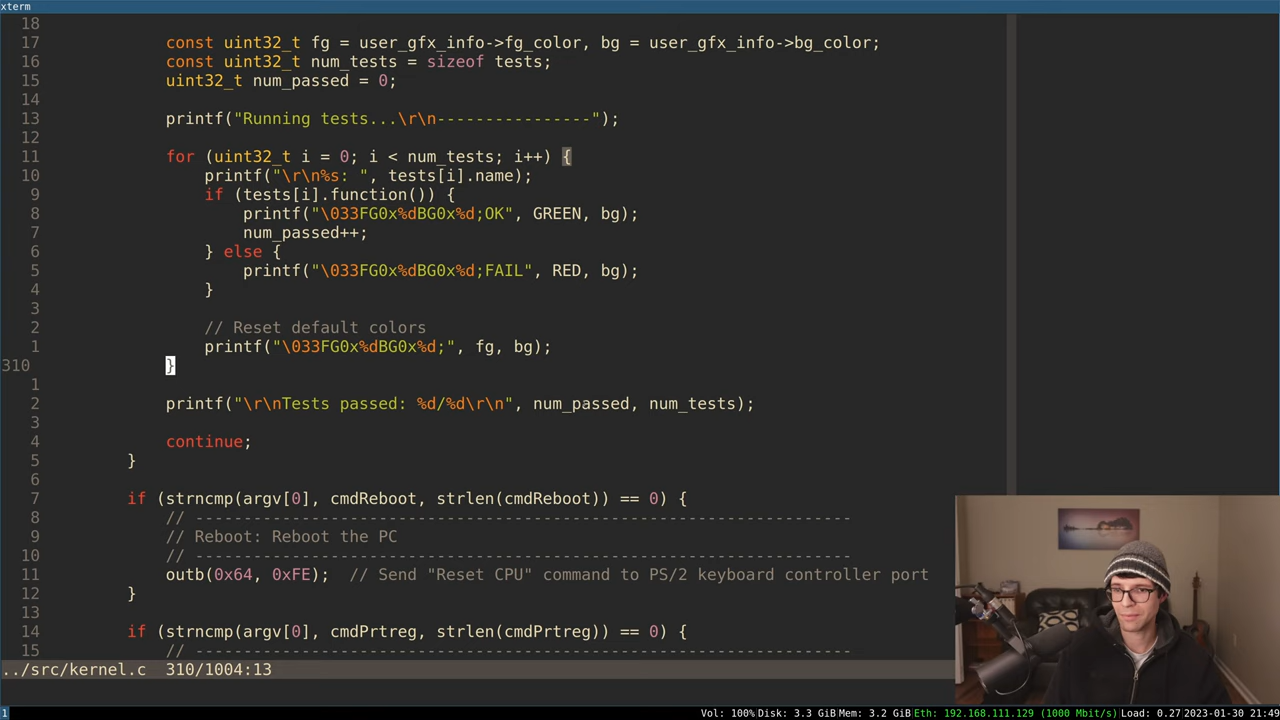 xterm
18
17             const uint32_t fg = user_gfx_info->fg_color, bg = user_gfx_info->bg_color;
16             const uint32_t num_tests = sizeof tests;
15             uint32_t num_passed = 0;
14
13             printf("Running tests...\r\n----------------");
12
11             for (uint32_t i = 0; i < num_tests; i++) {
10                 printf("\r\n%s: ", tests[i].name);
9                 if (tests[i].function()) {
8                     printf("\033FG0x%dBG0x%d;OK", GREEN, bg);
7                     num_passed++;
6                 } else {
5                     printf("\033FG0x%dBG0x%d;FAIL", RED, bg);
4                 }
3
2                 // Reset default colors
1                 printf("\033FG0x%dBG0x%d;", fg, bg);
310             }
1
2             printf("\r\nTests passed: %d/%d\r\n", num_passed, num_tests);
3
4             continue;
5         }
6
7         if (strncmp(argv[0], cmdReboot, strlen(cmdReboot)) == 0) {
8             // --------------------------------------------------------------------
9             // Reboot: Reboot the PC
10             // --------------------------------------------------------------------
11             outb(0x64, 0xFE);  // Send "Reset CPU" command to PS/2 keyboard controller port
12         }
13
14         if (strncmp(argv[0], cmdPrtreg, strlen(cmdPrtreg)) == 0) {
15             // --------------------------------------------------------------------
../src/kernel.c  310/1004:13
1 Vol: 100% Disk: 3.3 GiB Mem: 3.2 GiB Eth: 192.168.111.129 (1000 Mbit/s) Load: 0.27 2023-01-30 21:49